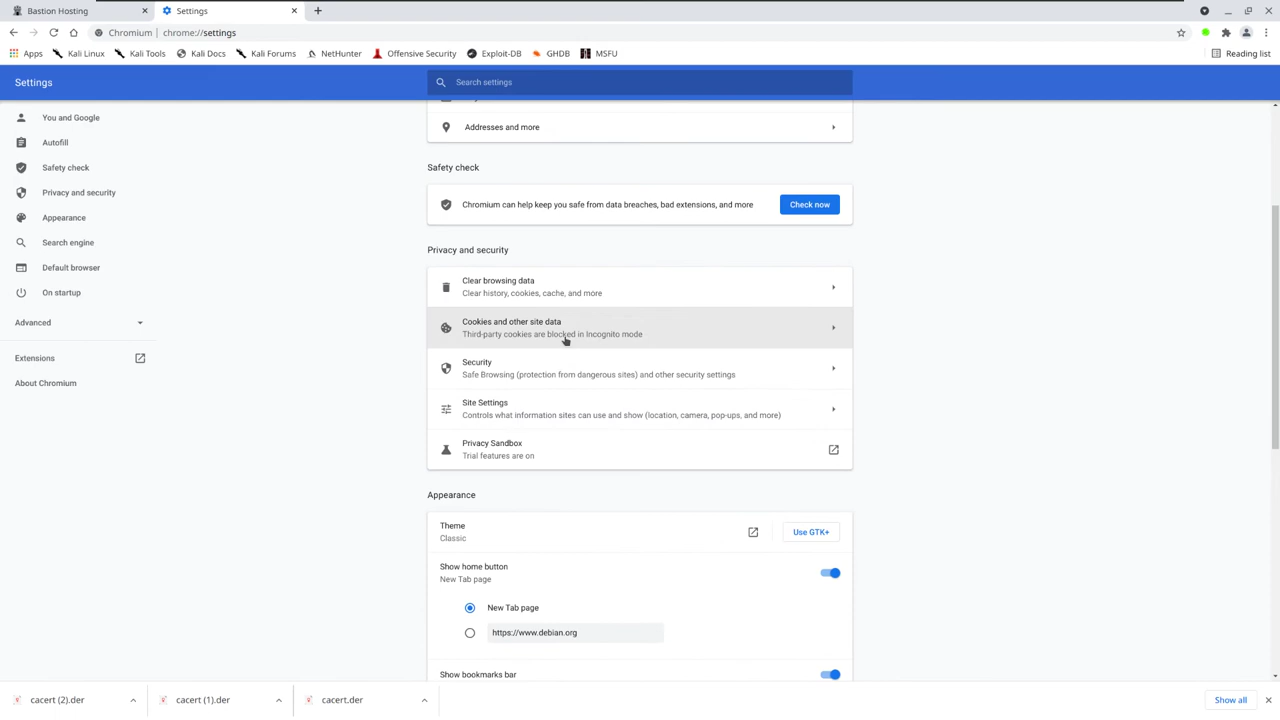 Bastion Hosting
Settings
Chromium | chrome://settings
Apps
Kali Linux
Kali Tools
Kali Docs
Kali Forums
NetHunter
Offensive Security
Exploit-DB
GHDB
MSFU
Reading list
Settings
Search settings
You and Google
Autofill
Safety check
Privacy and security
Appearance
Search engine
Default browser
On startup
Advanced
Extensions
About Chromium
Addresses and more
Safety check
Chromium can help keep you safe from data breaches, bad extensions, and more
Check now
Privacy and security
Clear browsing data
Clear history, cookies, cache, and more
Cookies and other site data
Third-party cookies are blocked in Incognito mode
Security
Safe Browsing (protection from dangerous sites) and other security settings
Site Settings
Controls what information sites can use and show (location, camera, pop-ups, and more)
Privacy Sandbox
Trial features are on
Appearance
Theme
Classic
Use GTK+
Show home button
New Tab page
New Tab page
https://www.debian.org
Show bookmarks bar
cacert (2).der
cacert (1).der
cacert.der
Show all